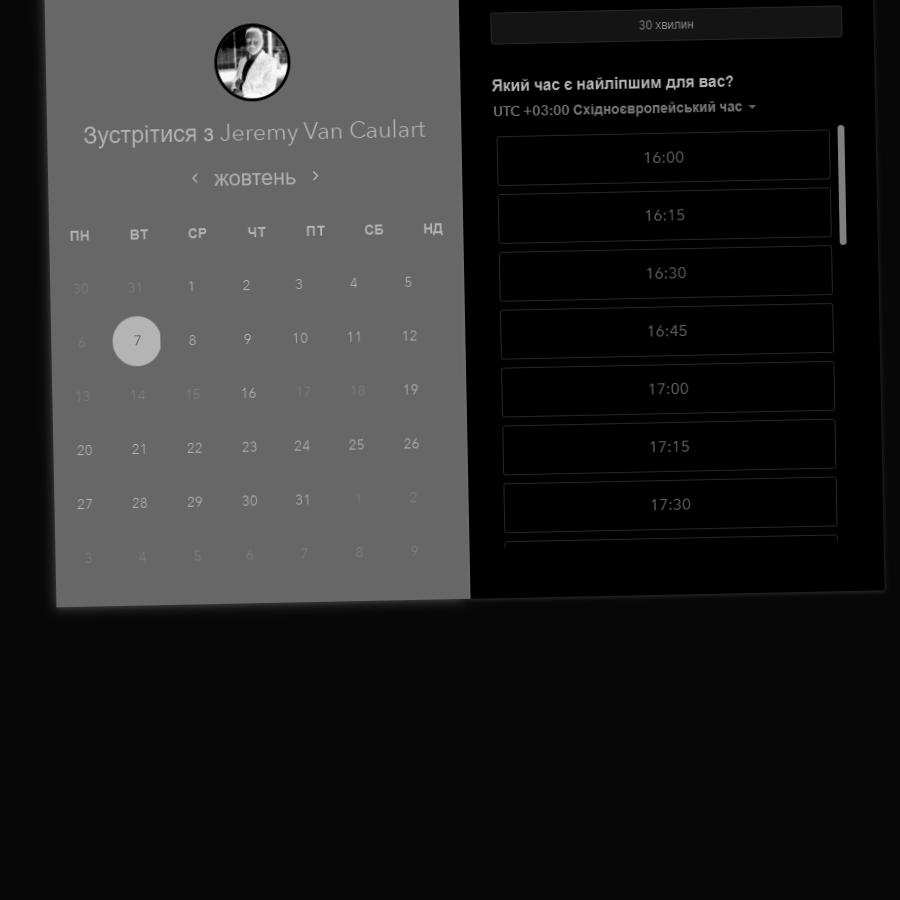 Зустрітися з Jeremy Van Caulart
жовтень
ПН ВТ СР ЧТ ПТ СБ НД
30 31 1 2 3 4 5
6 7 8 9 10 11 12
13 14 15 16 17 18 19
20 21 22 23 24 25 26
27 28 29 30 31 1 2
3 4 5 6 7 8 9
30 хвилин
Який час є найліпшим для вас?
UTC +03:00 Східноєвропейський час
16:00
16:15
16:30
16:45
17:00
17:15
17:30